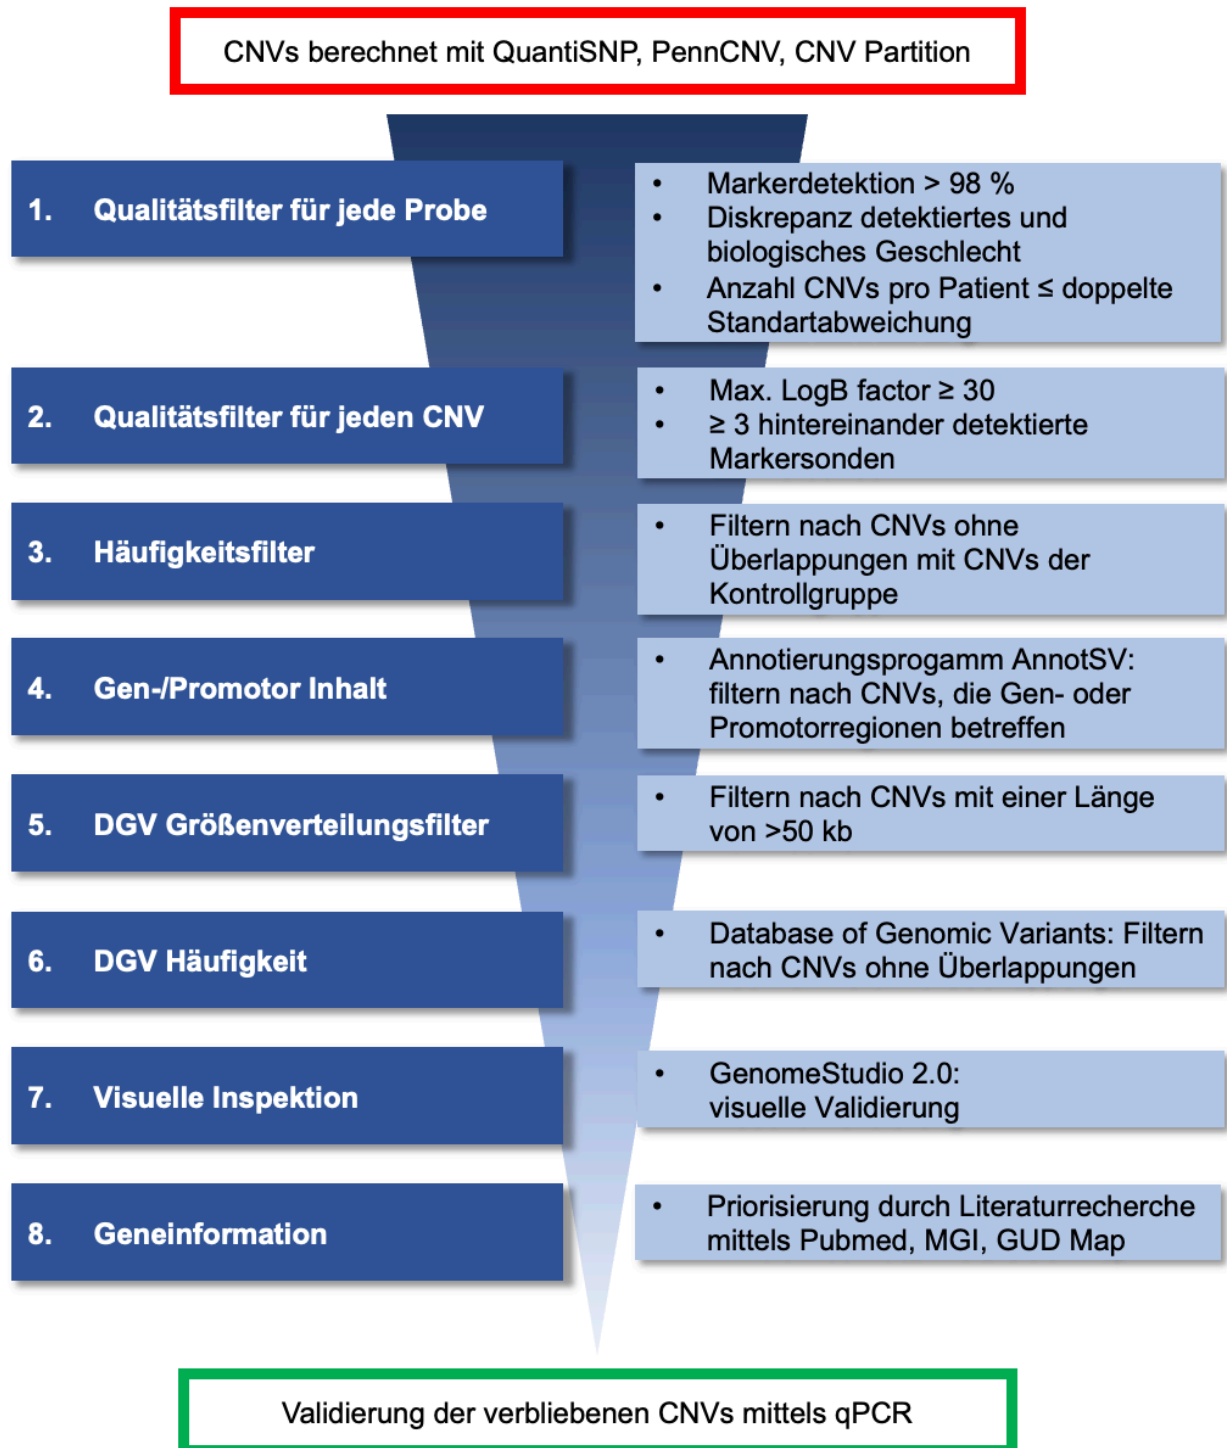 CNVs berechnet mit QuantiSNP, PennCNV, CNV Partition
1. Qualitätsfilter für jede Probe
• Markerdetektion > 98 %
• Diskrepanz detektiertes und
biologisches Geschlecht
• Anzahl CNVs pro Patient ≤ doppelte
Standartabweichung
2. Qualitätsfilter für jeden CNV
• Max. LogB factor ≥ 30
• ≥ 3 hintereinander detektierte
Markersonden
3. Häufigkeitsfilter
• Filtern nach CNVs ohne
Überlappungen mit CNVs der
Kontrollgruppe
4. Gen-/Promotor Inhalt
• Annotierungsprogamm AnnotSV:
filtern nach CNVs, die Gen- oder
Promotorregionen betreffen
5. DGV Größenverteilungsfilter
• Filtern nach CNVs mit einer Länge
von >50 kb
6. DGV Häufigkeit
• Database of Genomic Variants: Filtern
nach CNVs ohne Überlappungen
7. Visuelle Inspektion
• GenomeStudio 2.0:
visuelle Validierung
8. Geneinformation
• Priorisierung durch Literaturrecherche
mittels Pubmed, MGI, GUD Map
Validierung der verbliebenen CNVs mittels qPCR